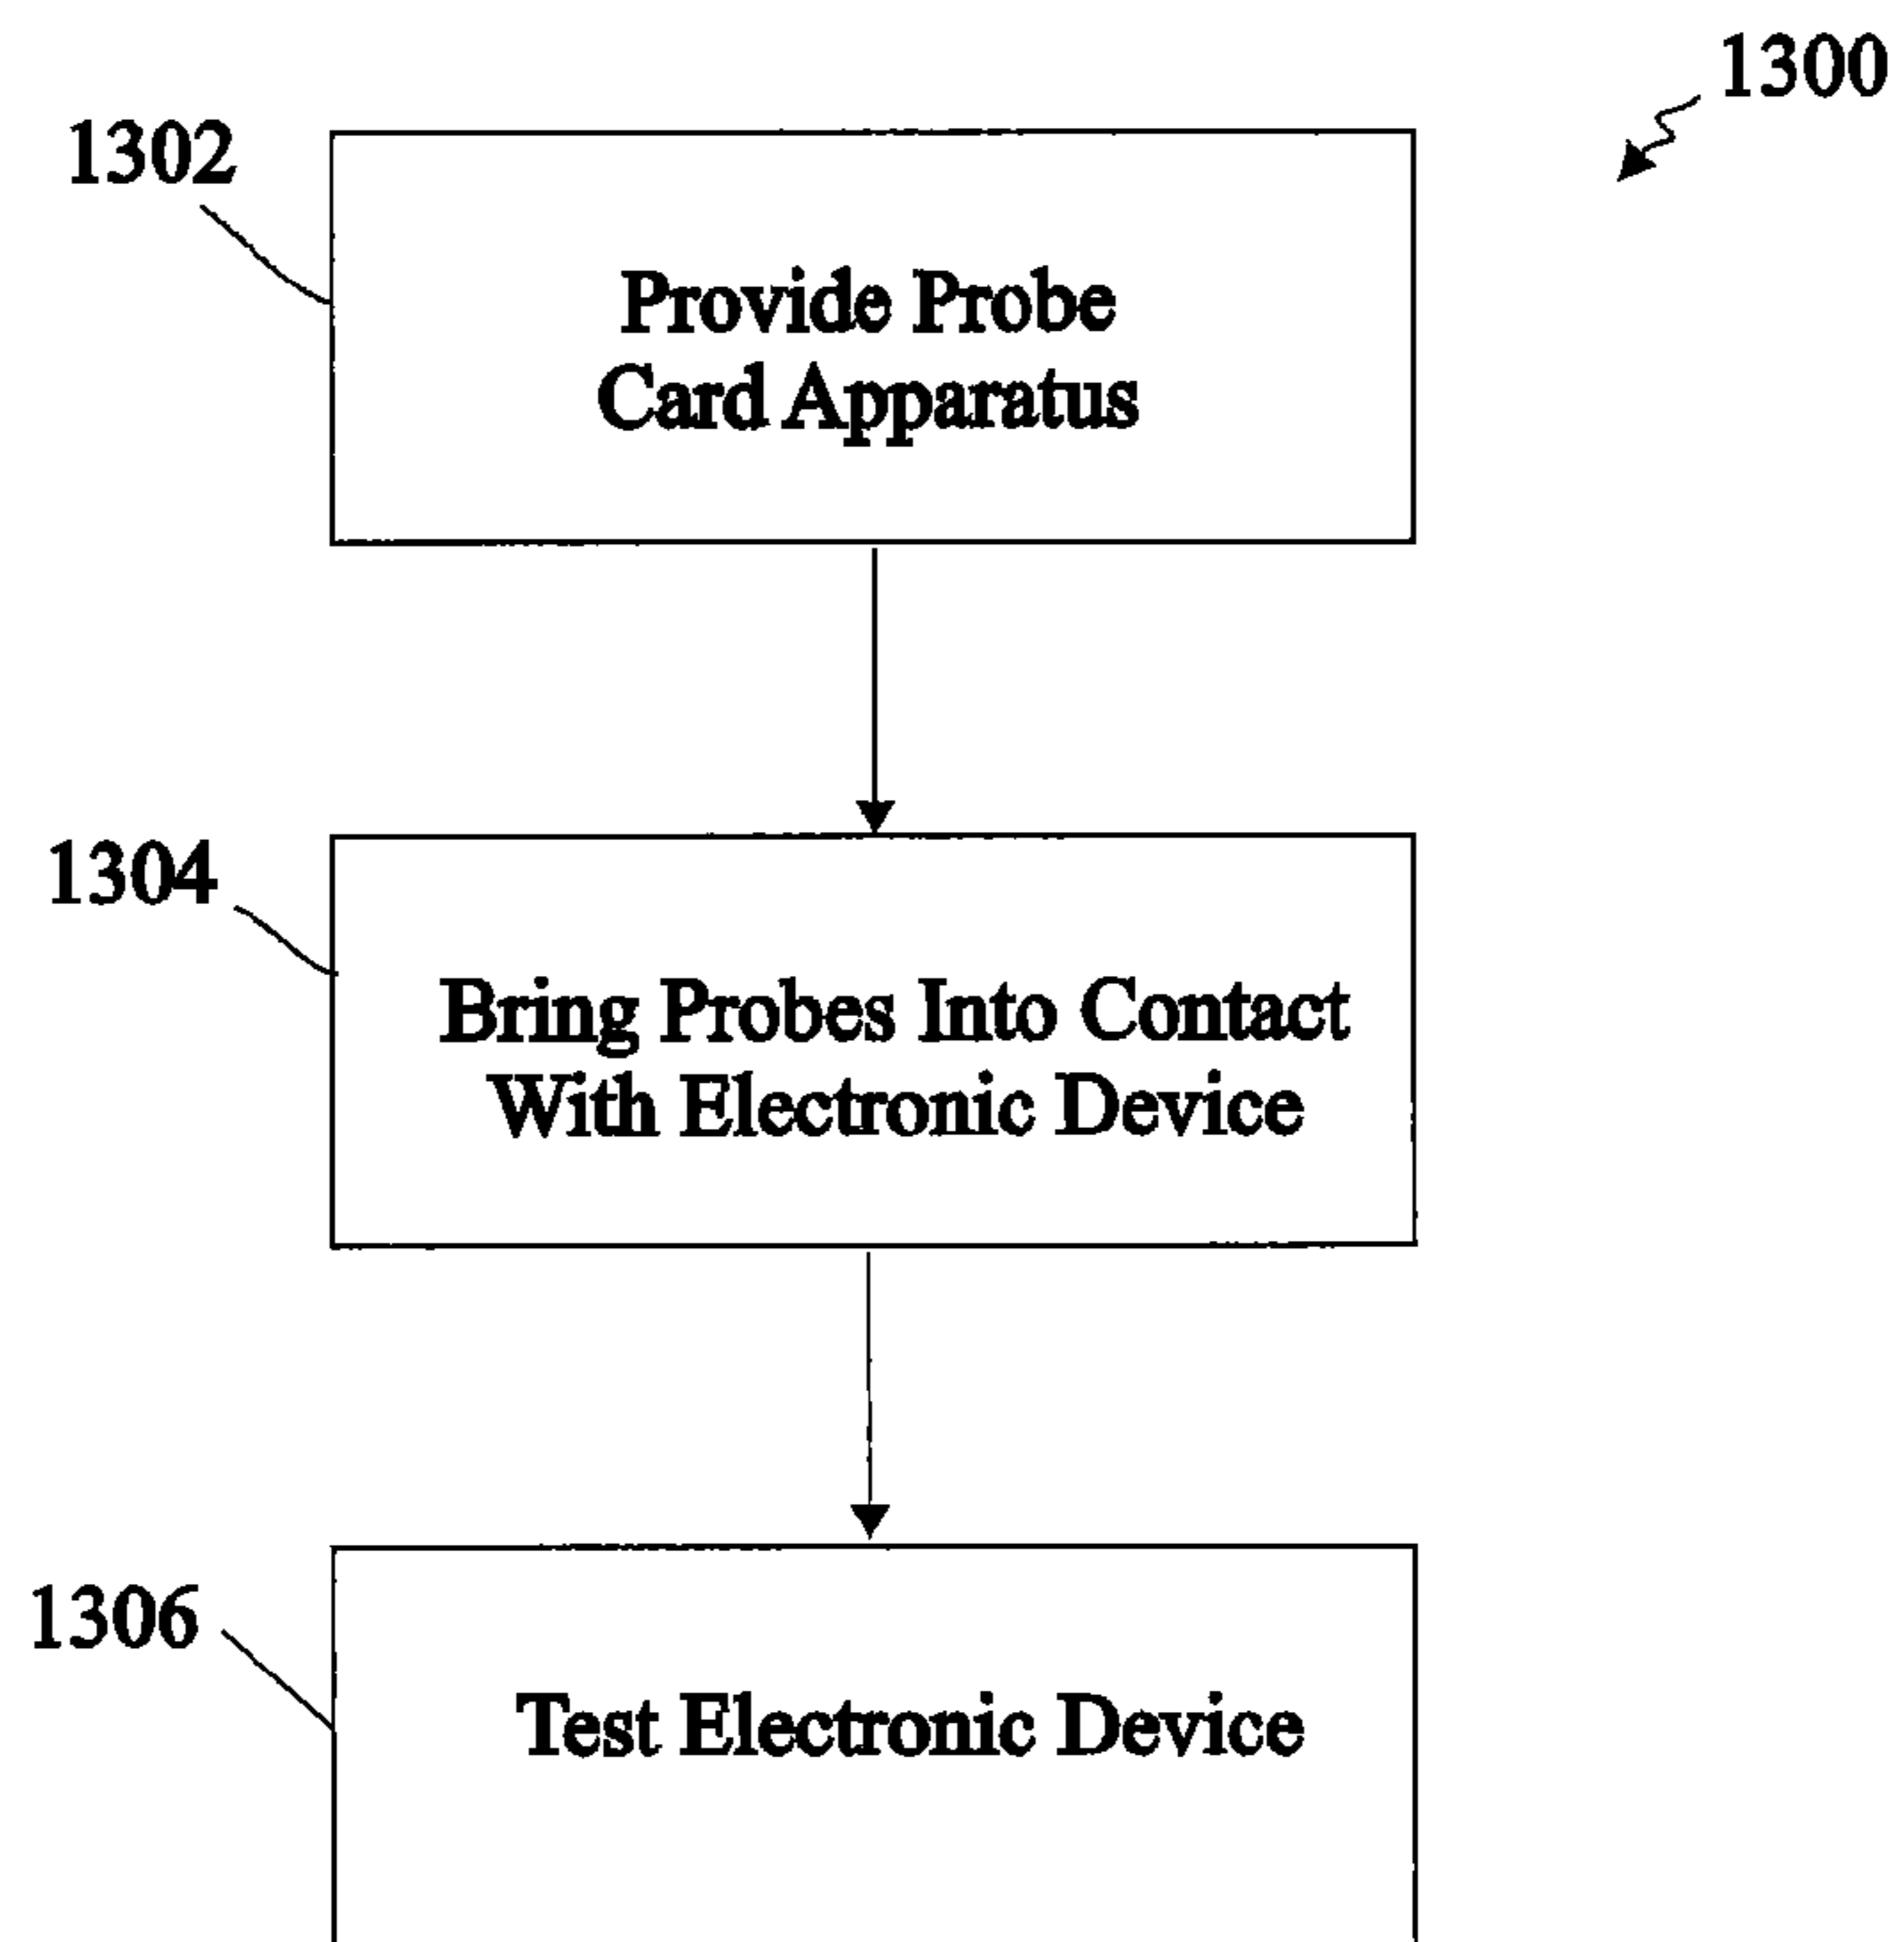 1300
1302
Provide Probe
Card Apparatus
1304
Bring Probes Into Contact
With Electronic Device
1306
Test Electronic Device